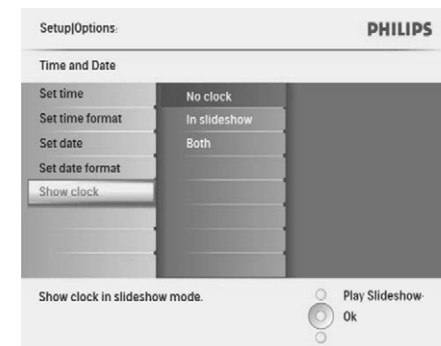 Setup|Options:
PHILIPS
Time and Date
Set time
No clock
Set time format
In slideshow
Set date
Both
Set date format
Show clock
Show clock in slideshow mode.
Play Slideshow
Ok